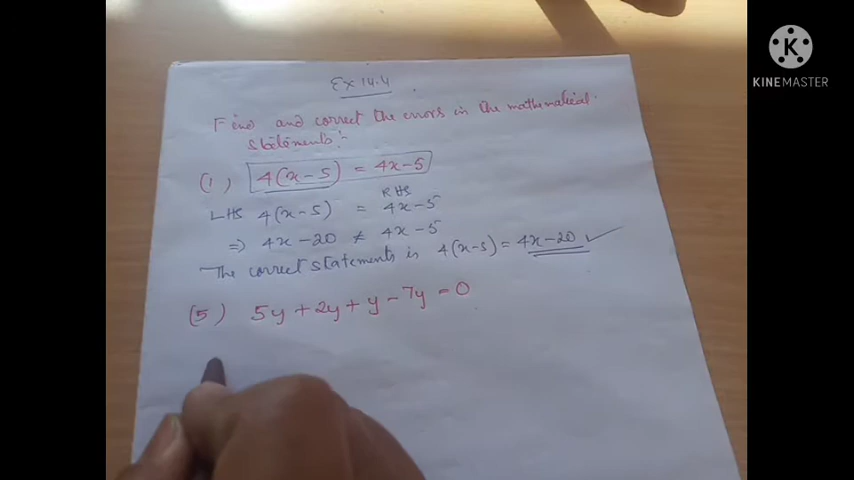 Ex 14.4
Find and correct the errors in the mathematical
statements:-
(1) 4(x-5) = 4x-5
RHS
LHS 4(x-5) = 4x-5
⇒ 4x-20 ≠ 4x-5
The correct statements is 4(x-5) = 4x-20 ✓
(5) 5y + 2y + y - 7y = 0
K
KINEMASTER